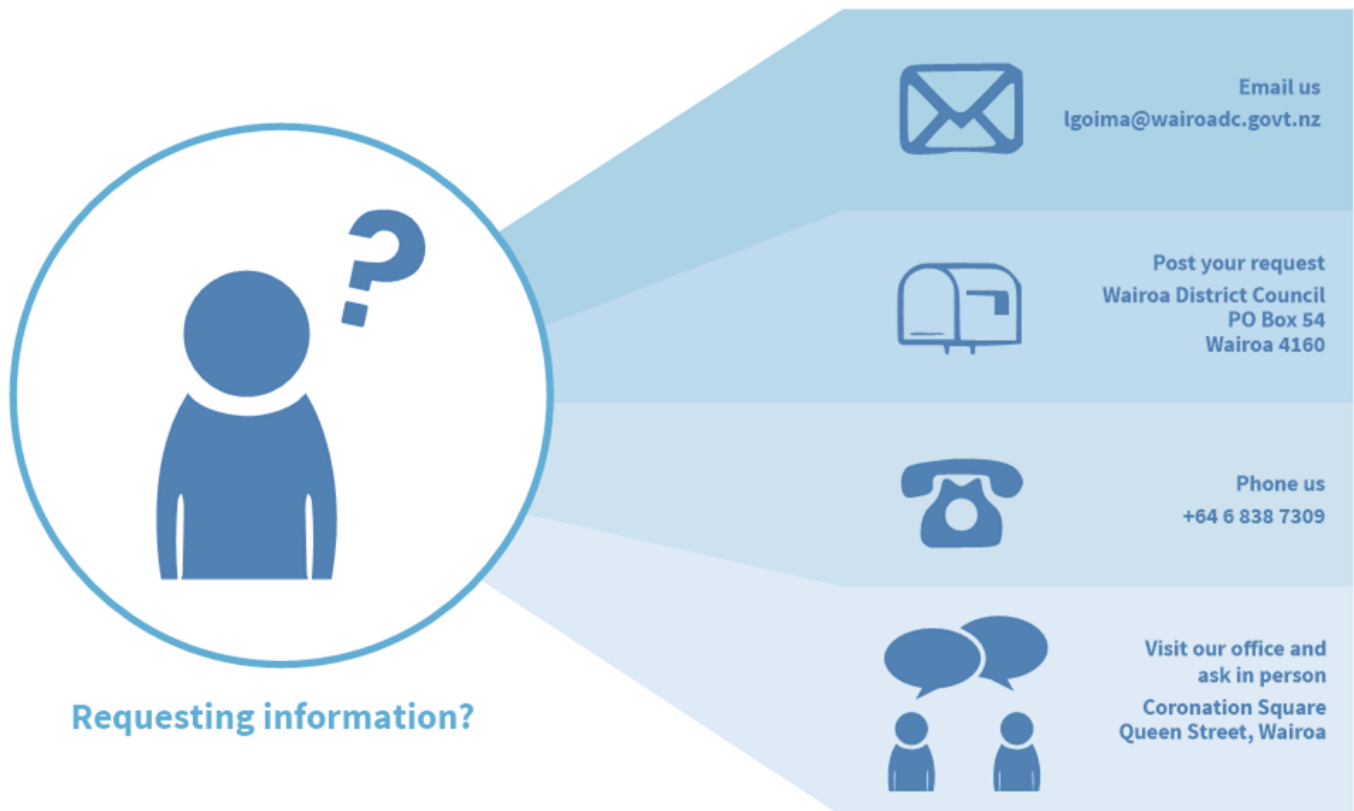 Requesting information?
Email us
lgoima@wairoadc.govt.nz
Post your request
Wairoa District Council
PO Box 54
Wairoa 4160
Phone us
+64 6 838 7309
Visit our office and
ask in person
Coronation Square
Queen Street, Wairoa
?